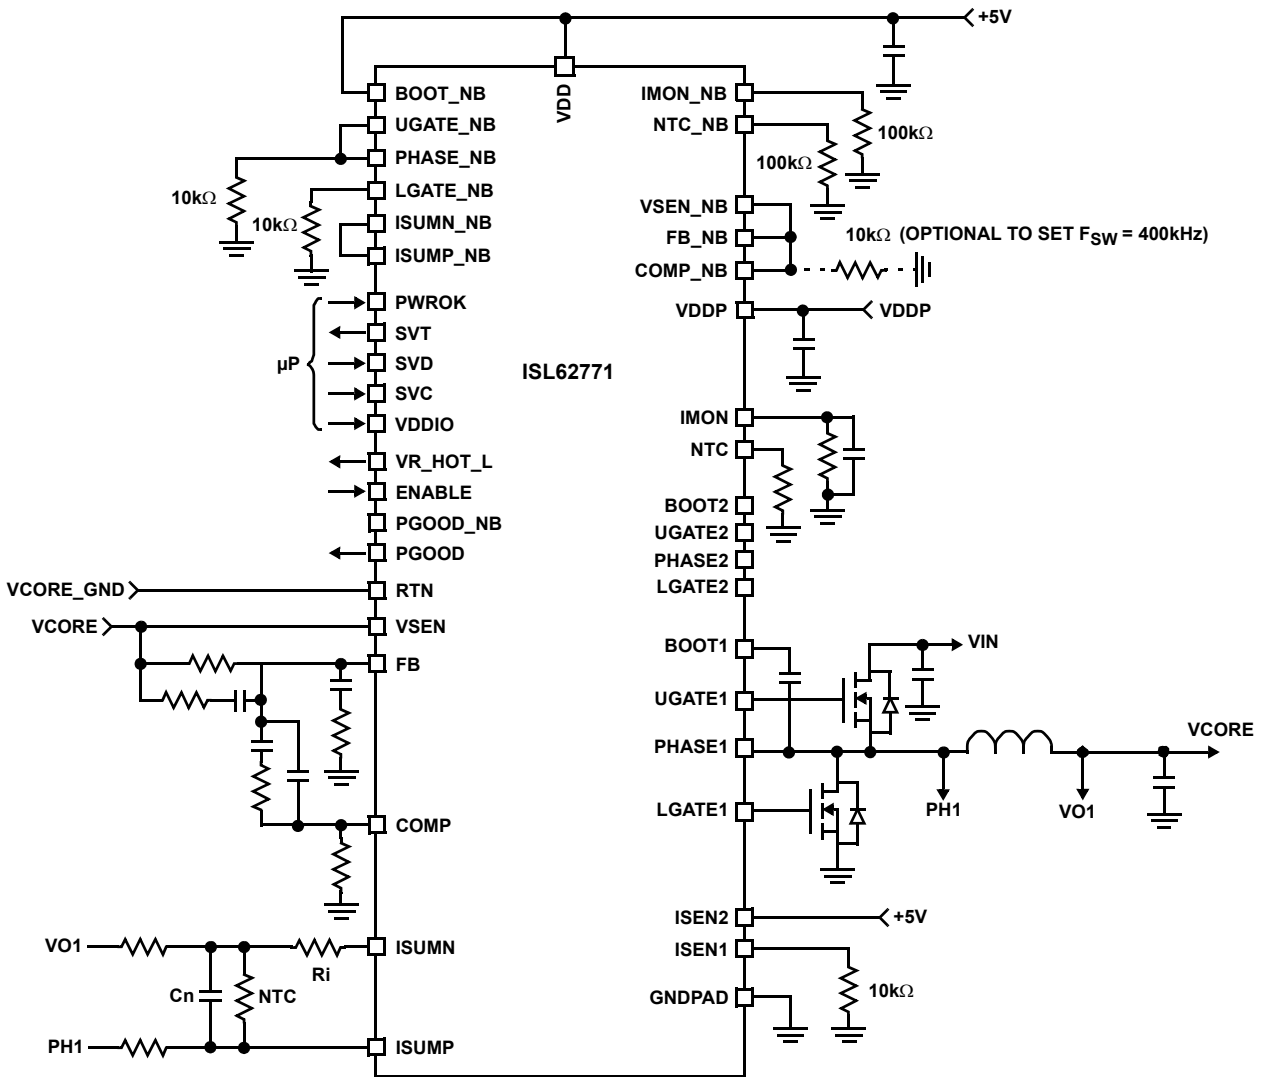 +5V
VDD
BOOT_NB
UGATE_NB
PHASE_NB
LGATE_NB
ISUMN_NB
ISUMP_NB
10kΩ
10kΩ
PWROK
SVT
SVD
SVC
VDDIO
µP
VR_HOT_L
ENABLE
PGOOD_NB
PGOOD
VCORE_GND
RTN
VCORE
VSEN
FB
COMP
VO1
Ri
ISUMN
Cn
NTC
PH1
ISUMP
ISL62771
IMON_NB
100kΩ
NTC_NB
100kΩ
VSEN_NB
FB_NB
COMP_NB
10kΩ (OPTIONAL TO SET FSW = 400kHz)
VDDP
VDDP
IMON
NTC
BOOT2
UGATE2
PHASE2
LGATE2
BOOT1
VIN
UGATE1
PHASE1
VCORE
LGATE1
PH1
VO1
ISEN2
+5V
ISEN1
10kΩ
GNDPAD